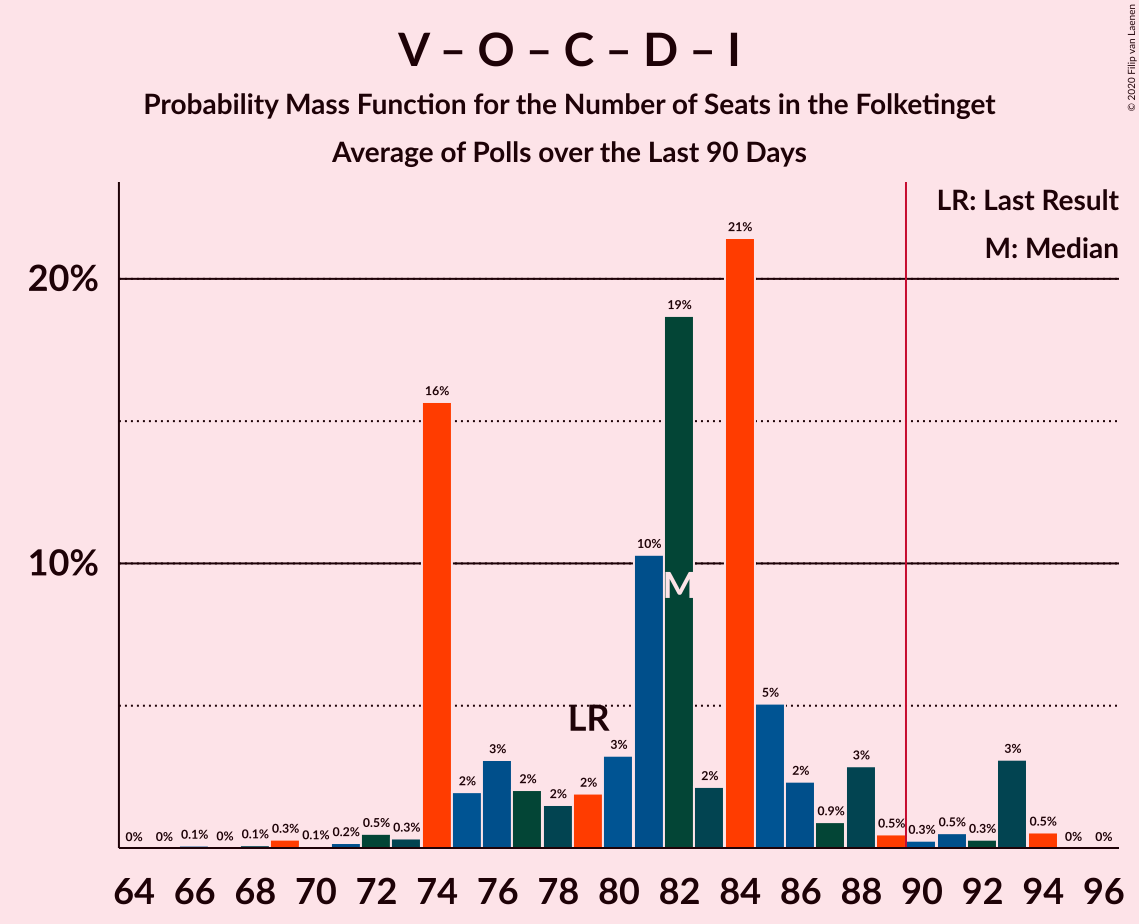 V – O – C – D – I
Probability Mass Function for the Number of Seats in the Folketinget
Average of Polls over the Last 90 Days
© 2020 Filip van Laenen
LR: Last Result
M: Median
21%
20%
19%
16%
10%
10%
M
LR
5%
3%
3%
3%
3%
2%
2%
2%
2%
2%
2%
0.9%
0% 0% 0.1% 0% 0.1% 0.3% 0.1% 0.2% 0.5% 0.3%
0.5% 0.3% 0.5% 0.3% 0.5% 0% 0%
64 66 68 70 72 74 76 78 80 82 84 86 88 90 92 94 96